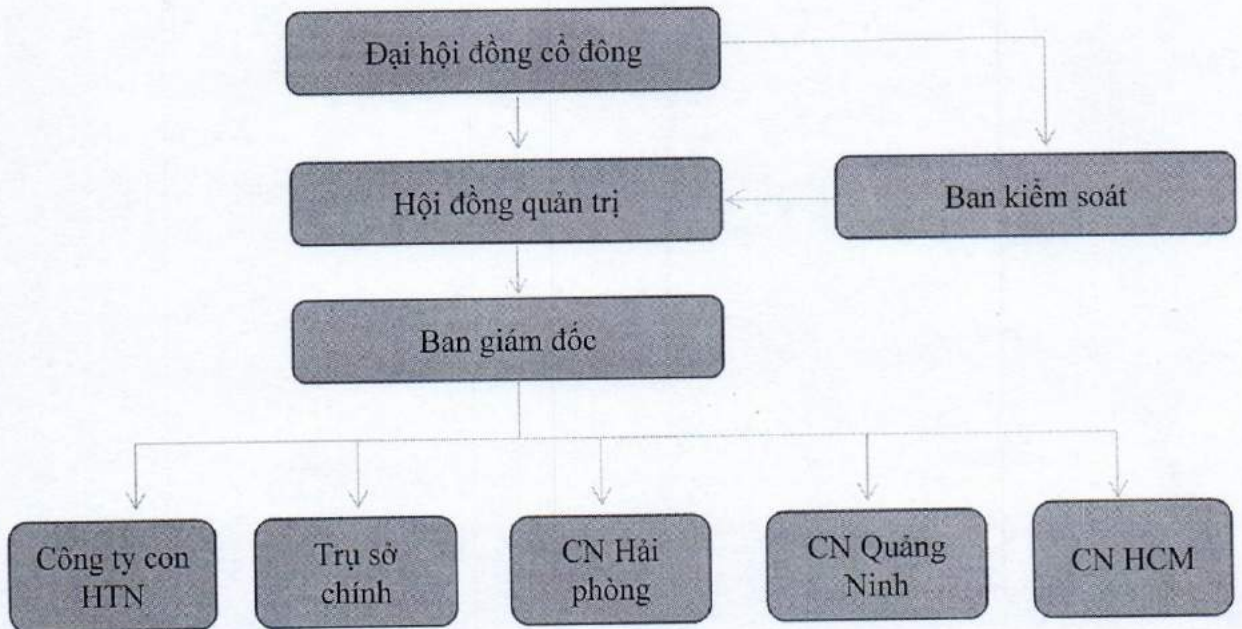 Đại hội đồng cổ đông
Hội đồng quản trị
Ban kiểm soát
Ban giám đốc
Công ty con
HTN
Trụ sở
chính
CN Hải
phòng
CN Quảng
Ninh
CN HCM